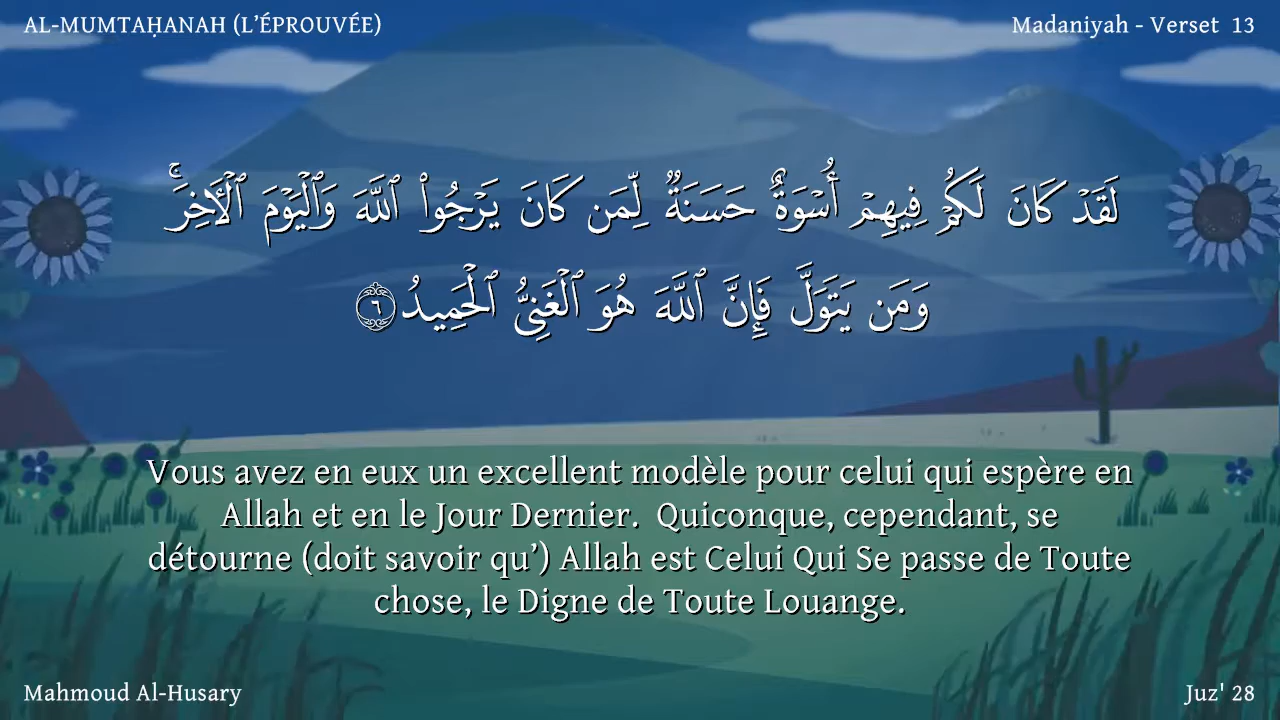 AL-MUMTAḤANAH (L’ÉPROUVÉE)
Madaniyah - Verset  13
لَقَدۡ كَانَ لَكُمۡ فِيهِمۡ أُسۡوَةٌ حَسَنَةٌ لِّمَن كَانَ يَرۡجُواْ ٱللَّهَ وَٱلۡيَوۡمَ ٱلۡأٓخِرَۚ
وَمَن يَتَوَلَّ فَإِنَّ ٱللَّهَ هُوَ ٱلۡغَنِيُّ ٱلۡحَمِيدُ ٦
Vous avez en eux un excellent modèle pour celui qui espère en
Allah et en le Jour Dernier.  Quiconque, cependant, se
détourne (doit savoir qu’) Allah est Celui Qui Se passe de Toute
chose, le Digne de Toute Louange.
Mahmoud Al-Husary
Juz' 28